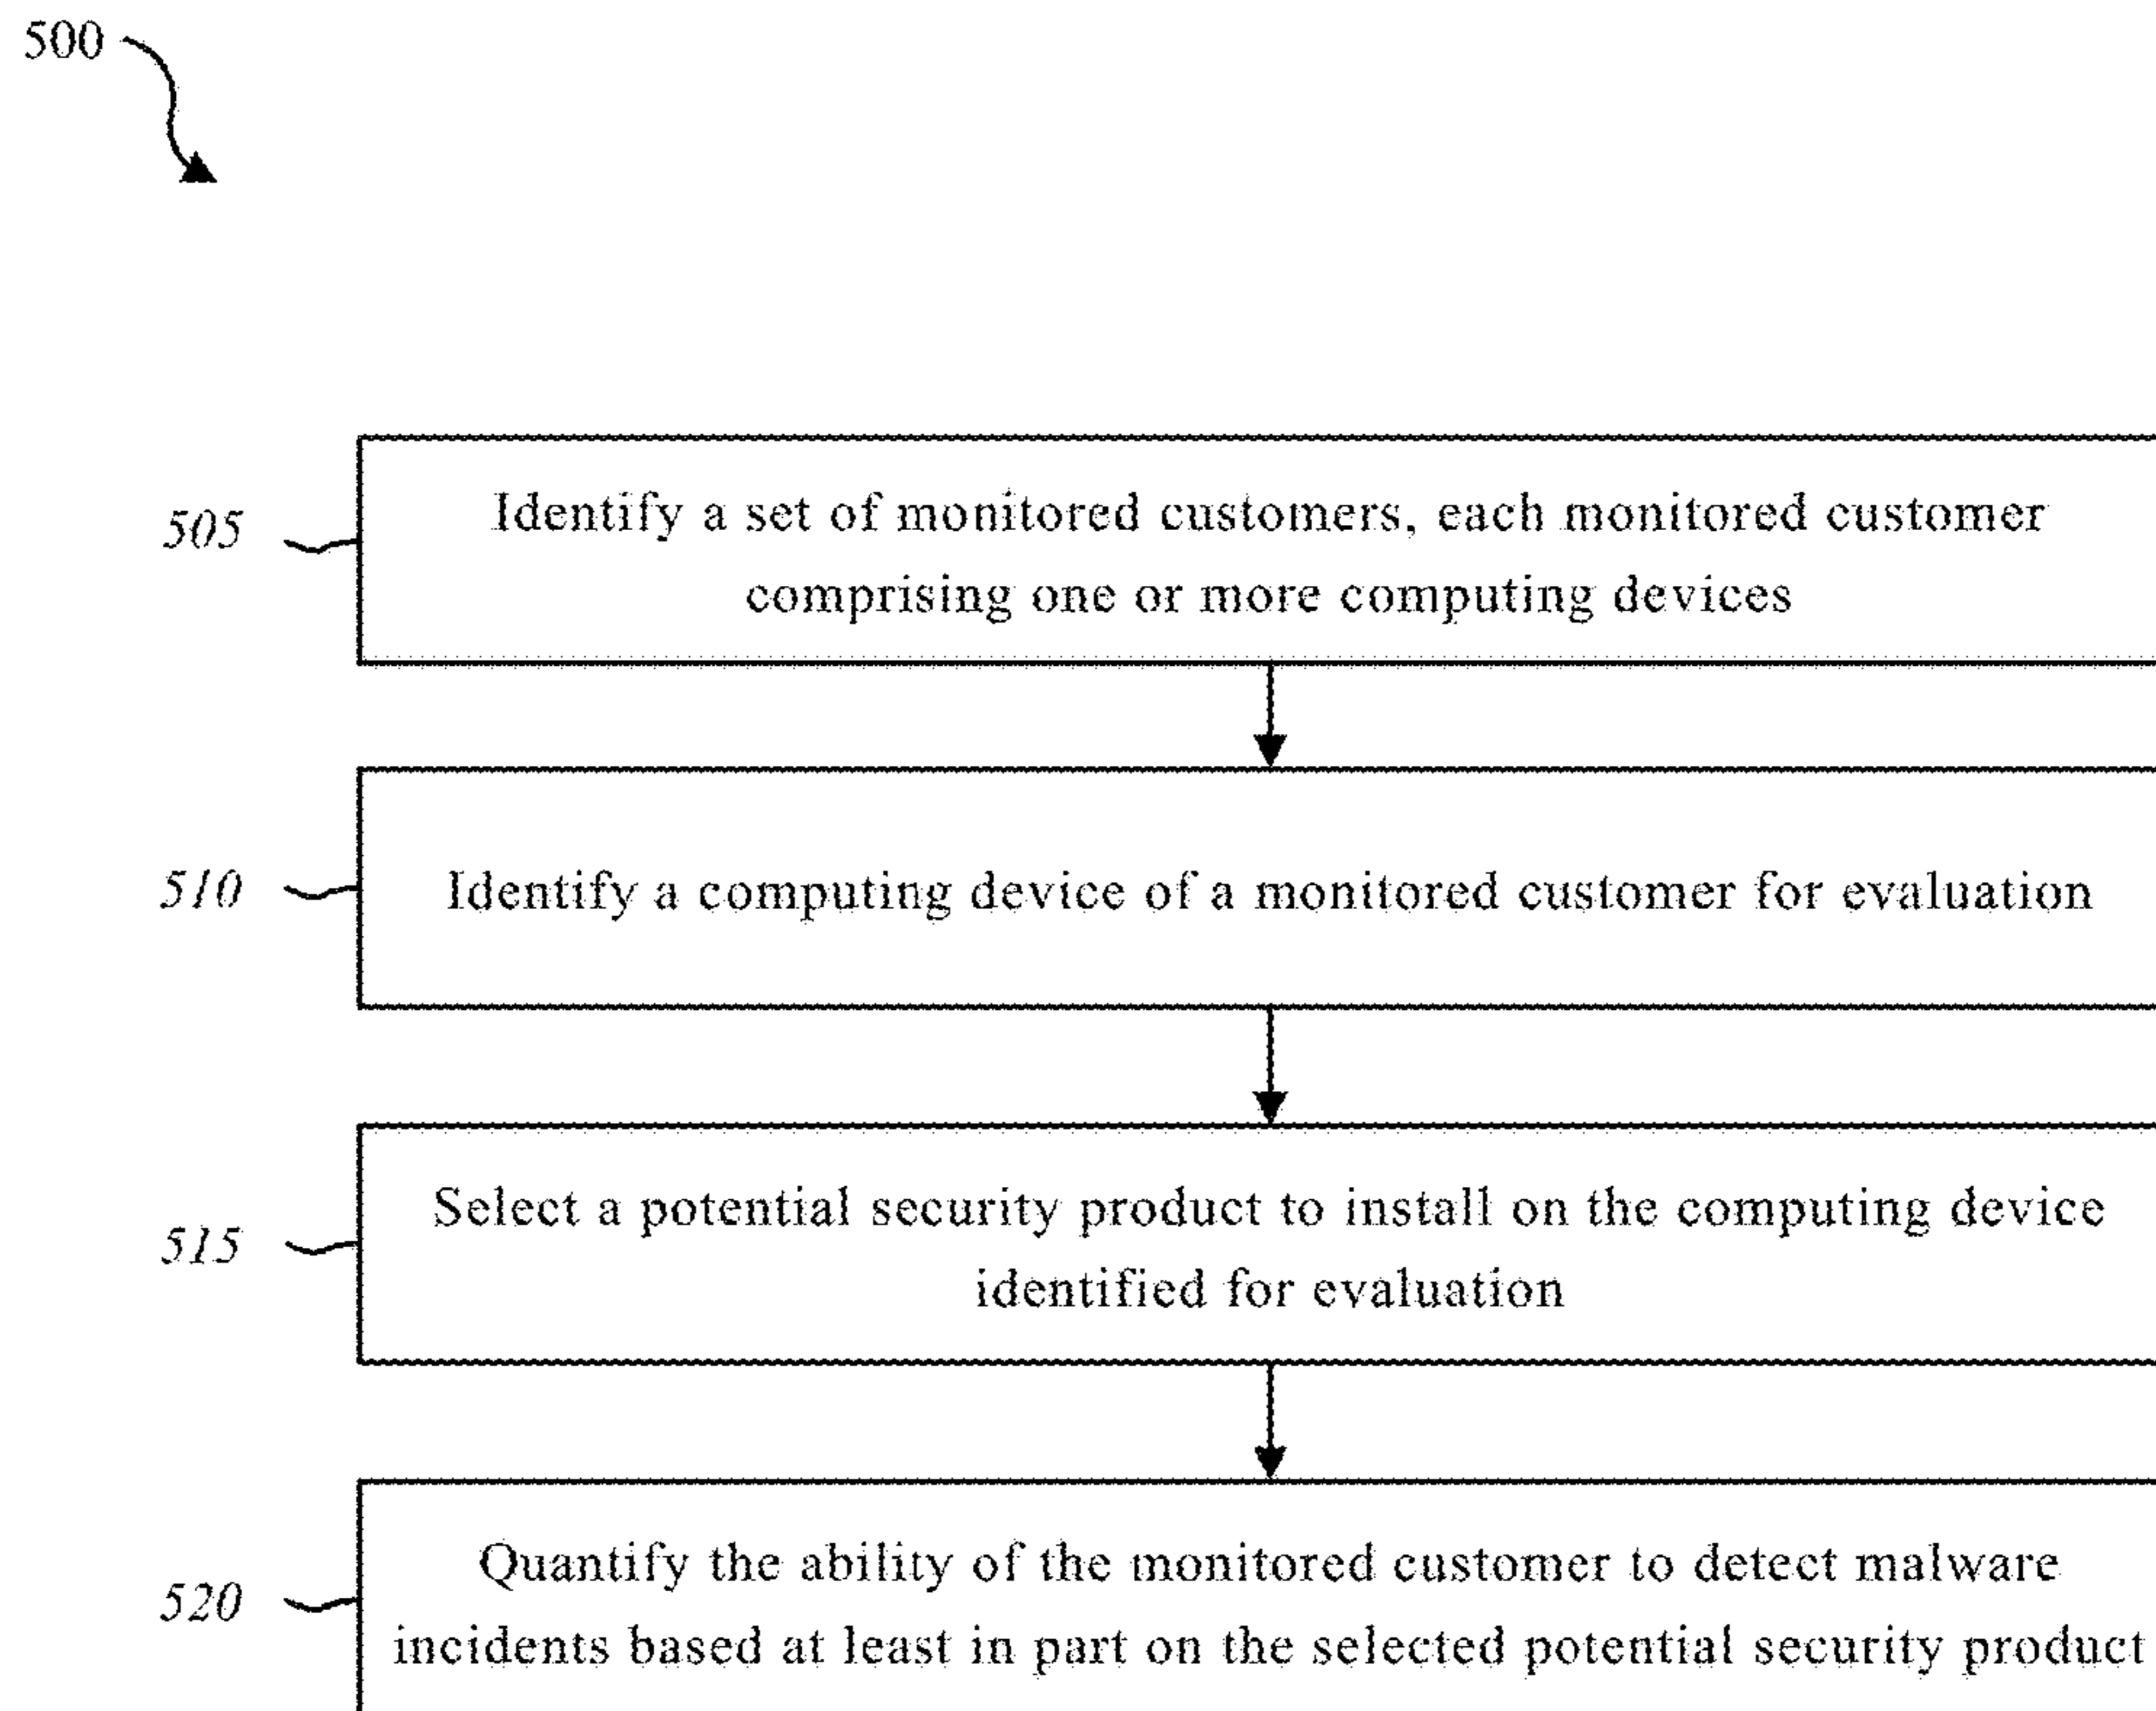 500
505
Identify a set of monitored customers, each monitored customer
comprising one or more computing devices
510
Identify a computing device of a monitored customer for evaluation
515
Select a potential security product to install on the computing device
identified for evaluation
520
Quantify the ability of the monitored customer to detect malware
incidents based at least in part on the selected potential security product